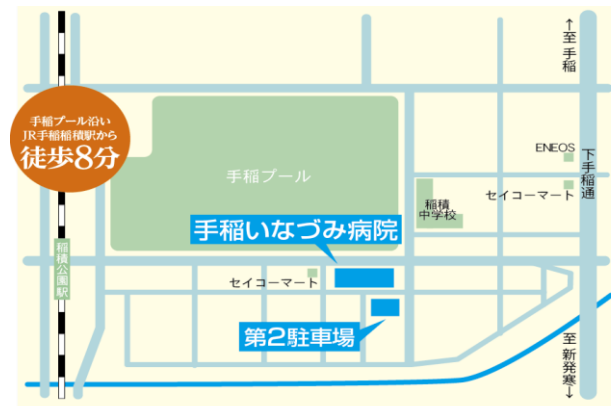 ↑至 手稲
手稲プール沿い
JR手稲稲積駅から
徒歩8分
手稲プール
ENEOS
セイコーマート
下手稲通
稲積
中学校
手稲いなづみ病院
稲積公園駅
セイコーマート
第2駐車場
至 新発寒→